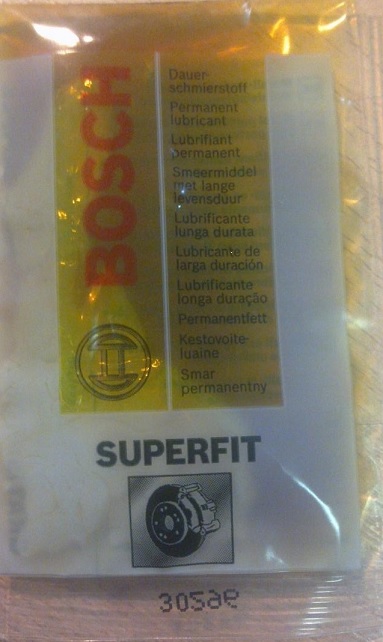 BOSCH
Dauer-
schmierstoff
Permanent
lubricant
Lubrifiant
permanent
Smeermiddel
met lange
levensduur
Lubrificante
lunga durata
Lubricante de
larga duración
Lubrificante
longa duração
Permanentfett
Kestovoite-
luaine
Smar
permanentny
SUPERFIT